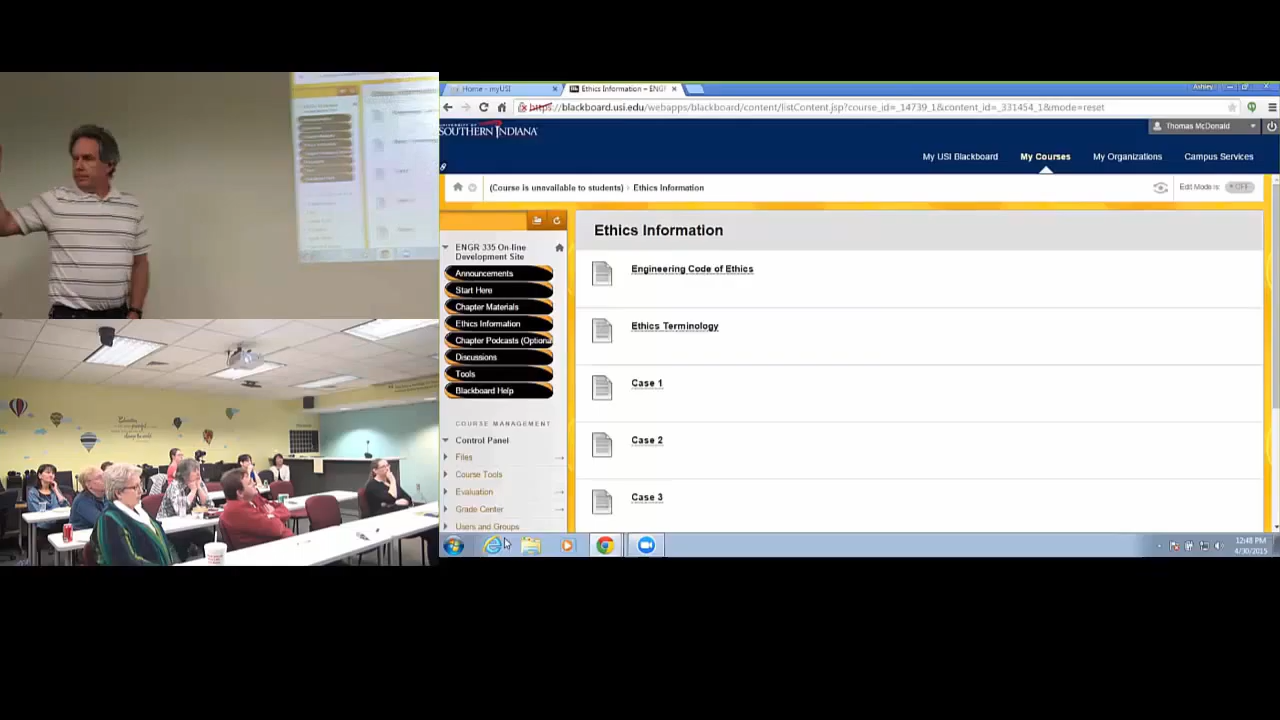 Home - myUSI
Ethics Information – ENG
Ashley
https://blackboard.usi.edu/webapps/blackboard/content/listContent.jsp?course_id=_14739_1&content_id=_331454_1&mode=reset
SOUTHERN INDIANA
Thomas McDonald
My USI Blackboard
My Courses
My Organizations
Campus Services
(Course is unavailable to students)
Ethics Information
Edit Mode is:
OFF
ENGR 335 On-line
Development Site
Announcements
Start Here
Chapter Materials
Ethics Information
Chapter Podcasts (Optiona
Discussions
Tools
Blackboard Help
COURSE MANAGEMENT
Control Panel
Files
Course Tools
Evaluation
Grade Center
Users and Groups
Ethics Information
Engineering Code of Ethics
Ethics Terminology
Case 1
Case 2
Case 3
12:48 PM
4/30/2015